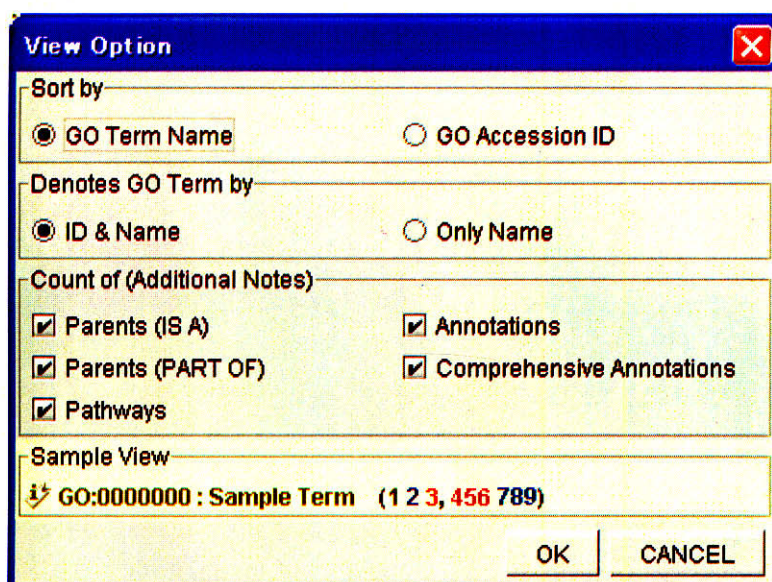 View Option
Sort by
GO Term Name GO Accession ID
Denotes GO Term by
ID & Name Only Name
Count of (Additional Notes)
Parents (IS A) Annotations
Parents (PART OF) Comprehensive Annotations
Pathways
Sample View
GO:0000000 : Sample Term (1 2 3, 456 789)
OK CANCEL